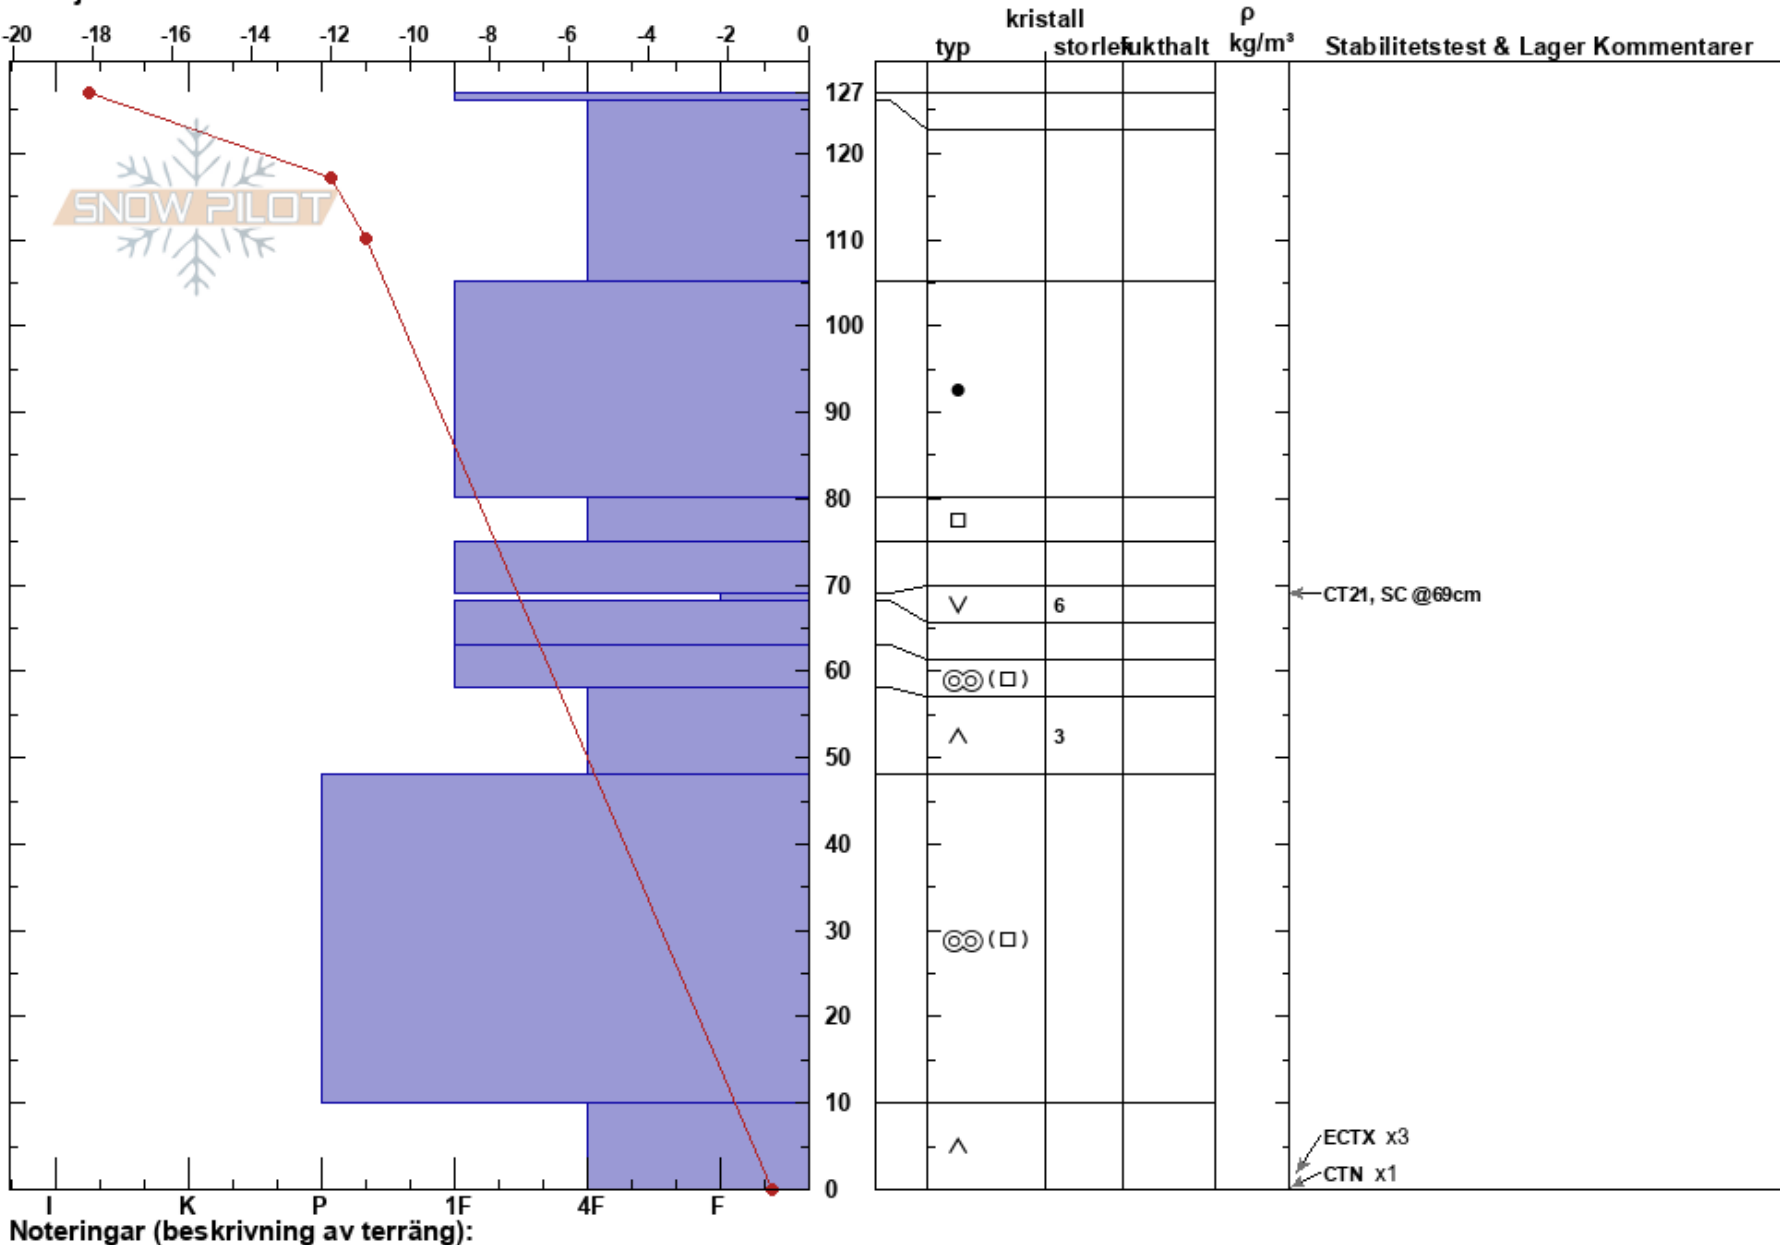 kristall ρ
-20 -18 -16 -14 -12 -10 -8 -6 -4 -2 0
typ storlek fukthalt kg/m³ Stabilitetstest & Lager Kommentarer
127
120
SNOW PILOT
110
100
90
80
70
CT21, SC @69cm
6
60
3
50
40
30
20
10
ECTX x3
CTN x1
0
I K P 1F 4F F
Noteringar (beskrivning av terräng):